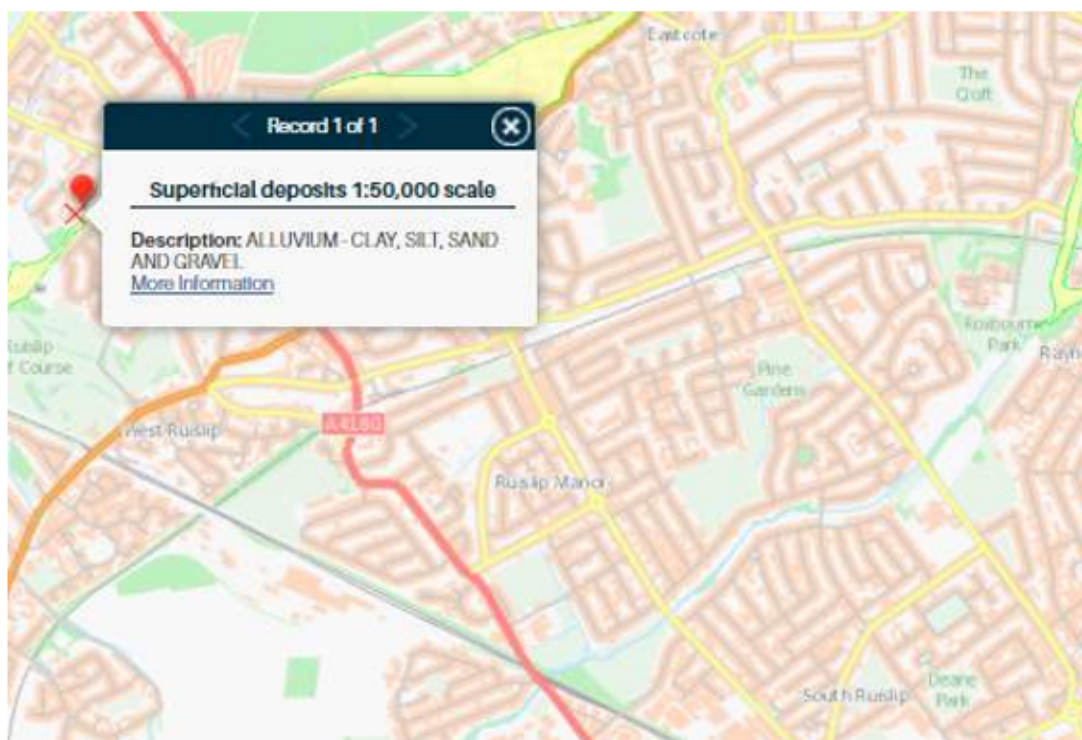 Eastcote
The
Croft
Record 1 of 1
Superficial deposits 1:50,000 scale
Description: ALLUVIUM - CLAY, SILT, SAND
AND GRAVEL
More Information
Ruislip
Course
Roxbourne
Park
Pine
Gardens
West Ruislip
A4180
Ruislip Manor
South Ruislip
Deane
Park